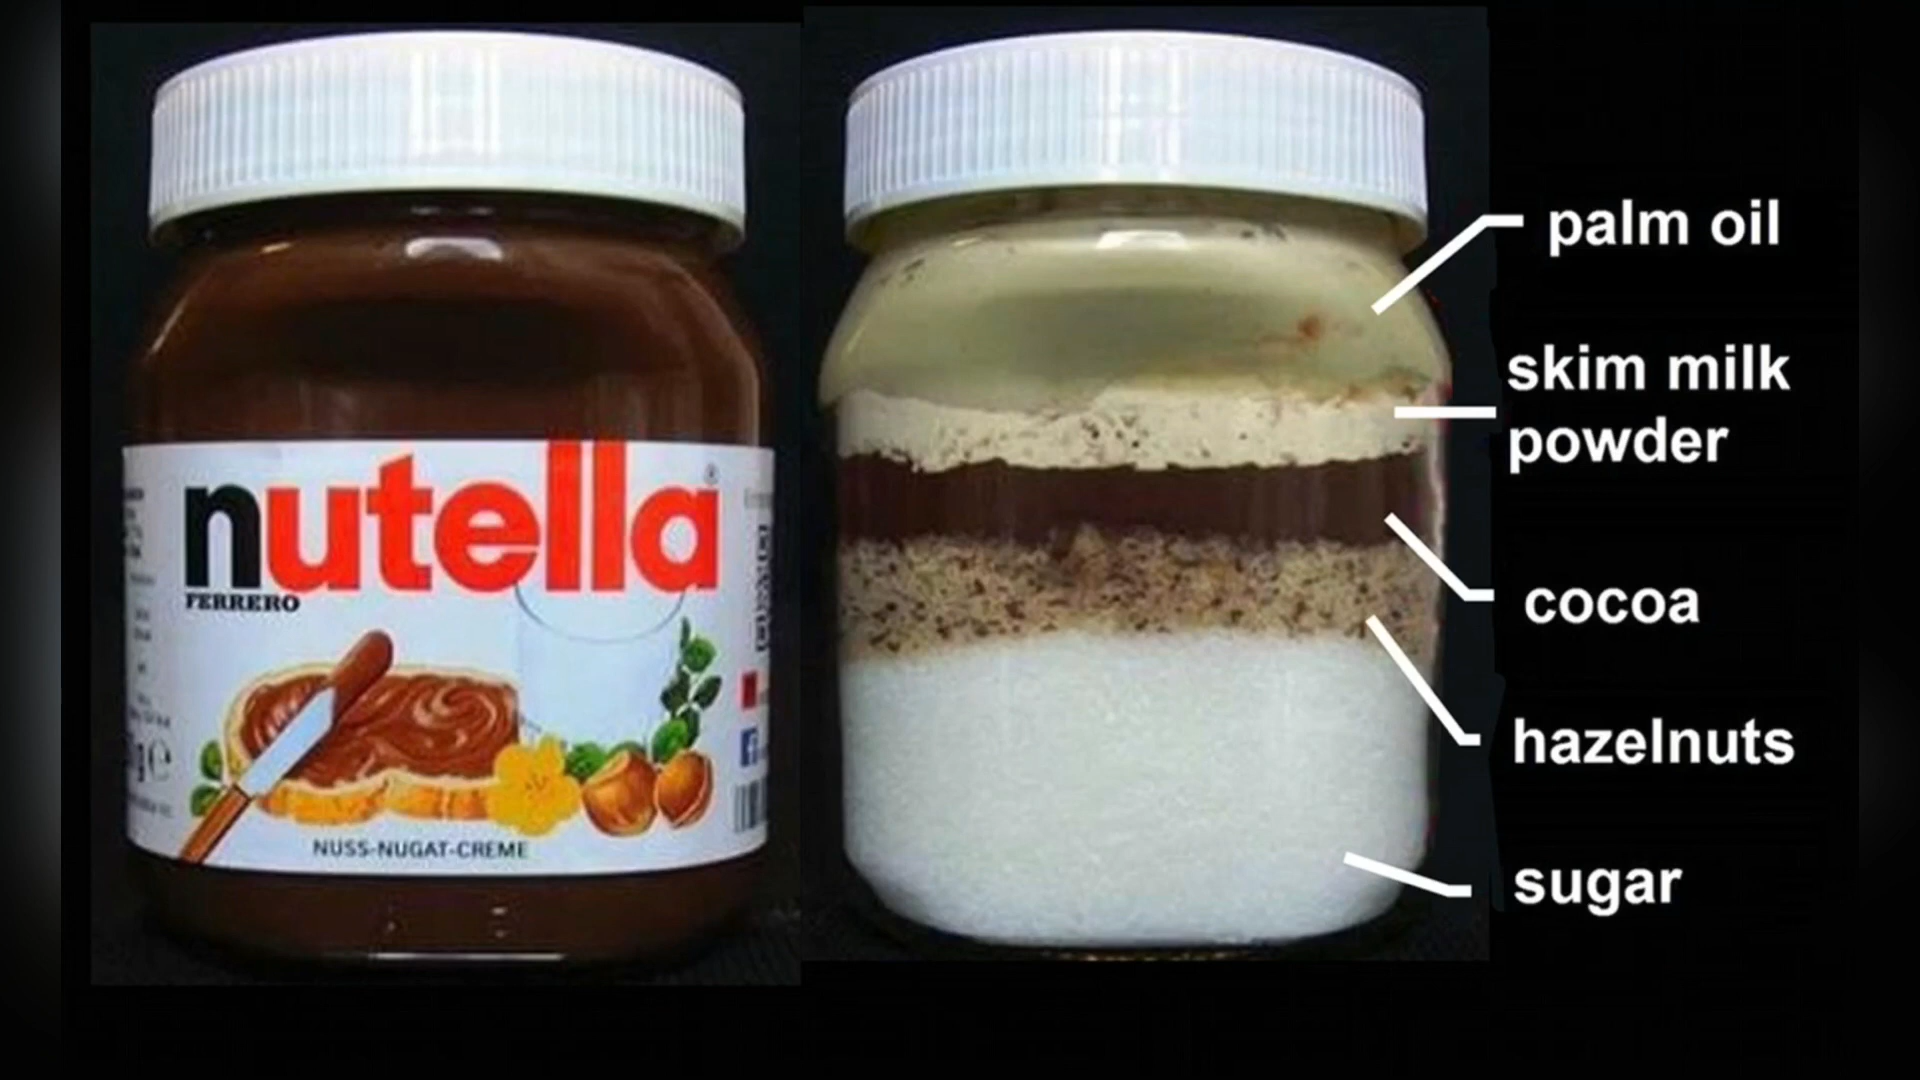 nutella
FERRERO
NUSS-NUGAT-CREME
palm oil
skim milk
powder
cocoa
hazelnuts
sugar